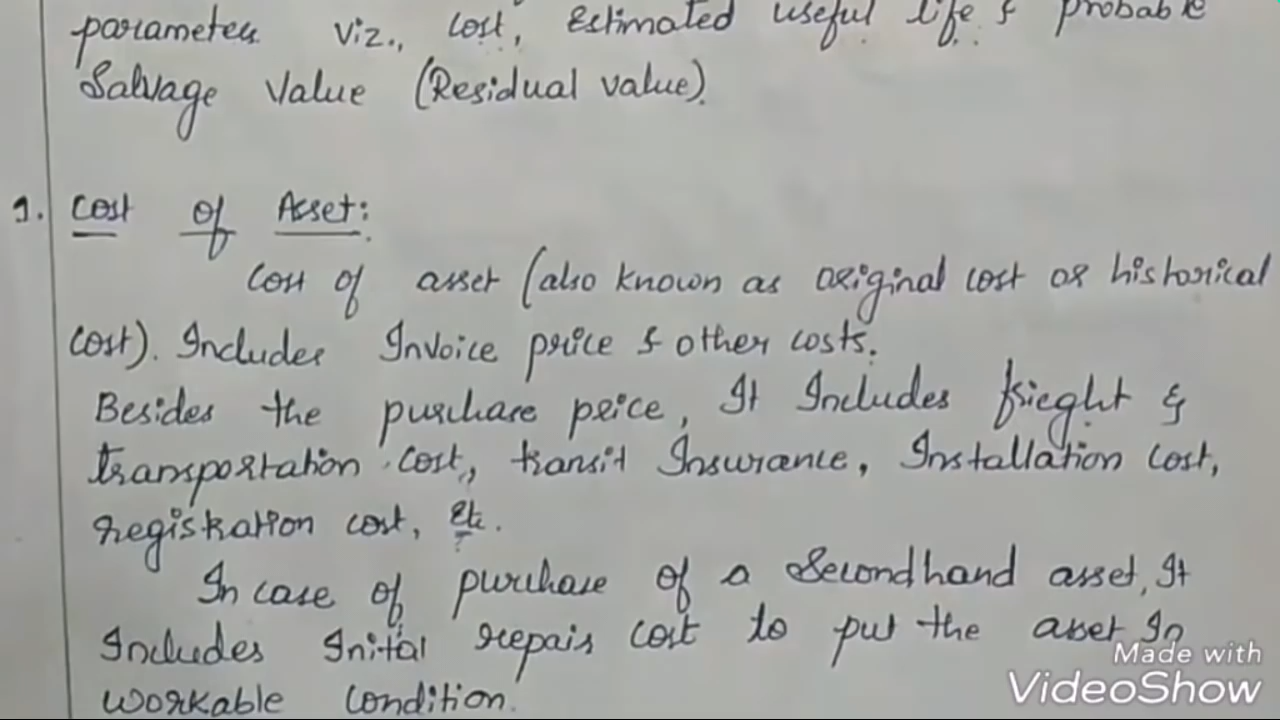 parameters viz., cost, Estimated useful life & probable
Salvage value (Residual value).
1. Cost of Asset:
Cost of asset (also known as original cost or historical
cost). Includes Invoice price & other costs.
Besides the purchase price, It Includes frieght &
transportation cost, transit Insurance, Installation cost,
registration cost, Etc.
In case of purchase of a Secondhand asset, It
Includes Initial repairs cost to put the asset In
workable condition.
Made with
VideoShow